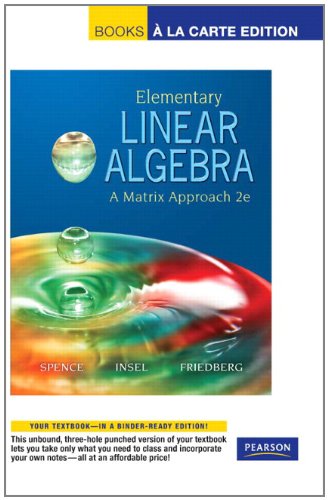 BOOKS À LA CARTE EDITION
Elementary
LINEAR
ALGEBRA
A Matrix Approach 2e
SPENCE INSEL FRIEDBERG
YOUR TEXTBOOK—IN A BINDER-READY EDITION!
This unbound, three-hole punched version of your textbook
lets you take only what you need to class and incorporate
your own notes—all at an affordable price!
PEARSON